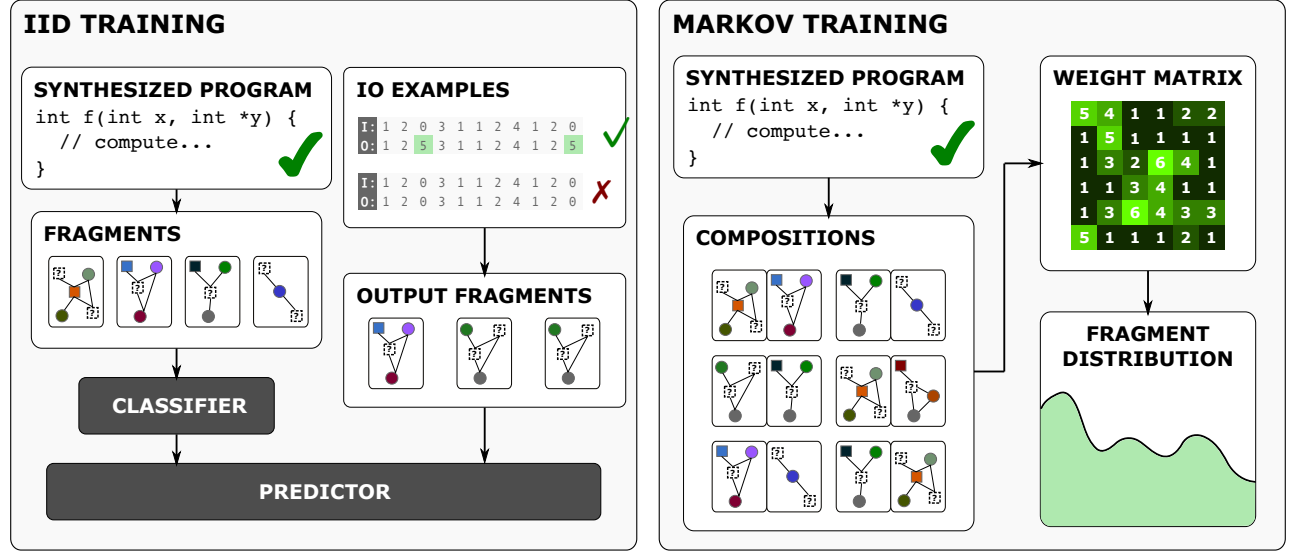 IID TRAINING
SYNTHESIZED PROGRAM
int f(int x, int *y) {
// compute...
}
IO EXAMPLES
I: 1 2 0 3 1 1 2 4 1 2 0
O: 1 2 5 3 1 1 2 4 1 2 5
I: 1 2 0 3 1 1 2 4 1 2 0
O: 1 2 0 3 1 1 2 4 1 2 0
FRAGMENTS
? ? ? ? ? ?
OUTPUT FRAGMENTS
? ? ? ? ?
CLASSIFIER
PREDICTOR
MARKOV TRAINING
SYNTHESIZED PROGRAM
int f(int x, int *y) {
// compute...
}
COMPOSITIONS
? ? ? ? ? ?
? ? ? ? ? ?
? ? ? ? ? ?
WEIGHT MATRIX
5 4 1 1 2 2
1 5 1 1 1 1
1 3 2 6 4 1
1 1 3 4 1 1
1 3 6 4 3 3
5 1 1 1 2 1
FRAGMENT
DISTRIBUTION